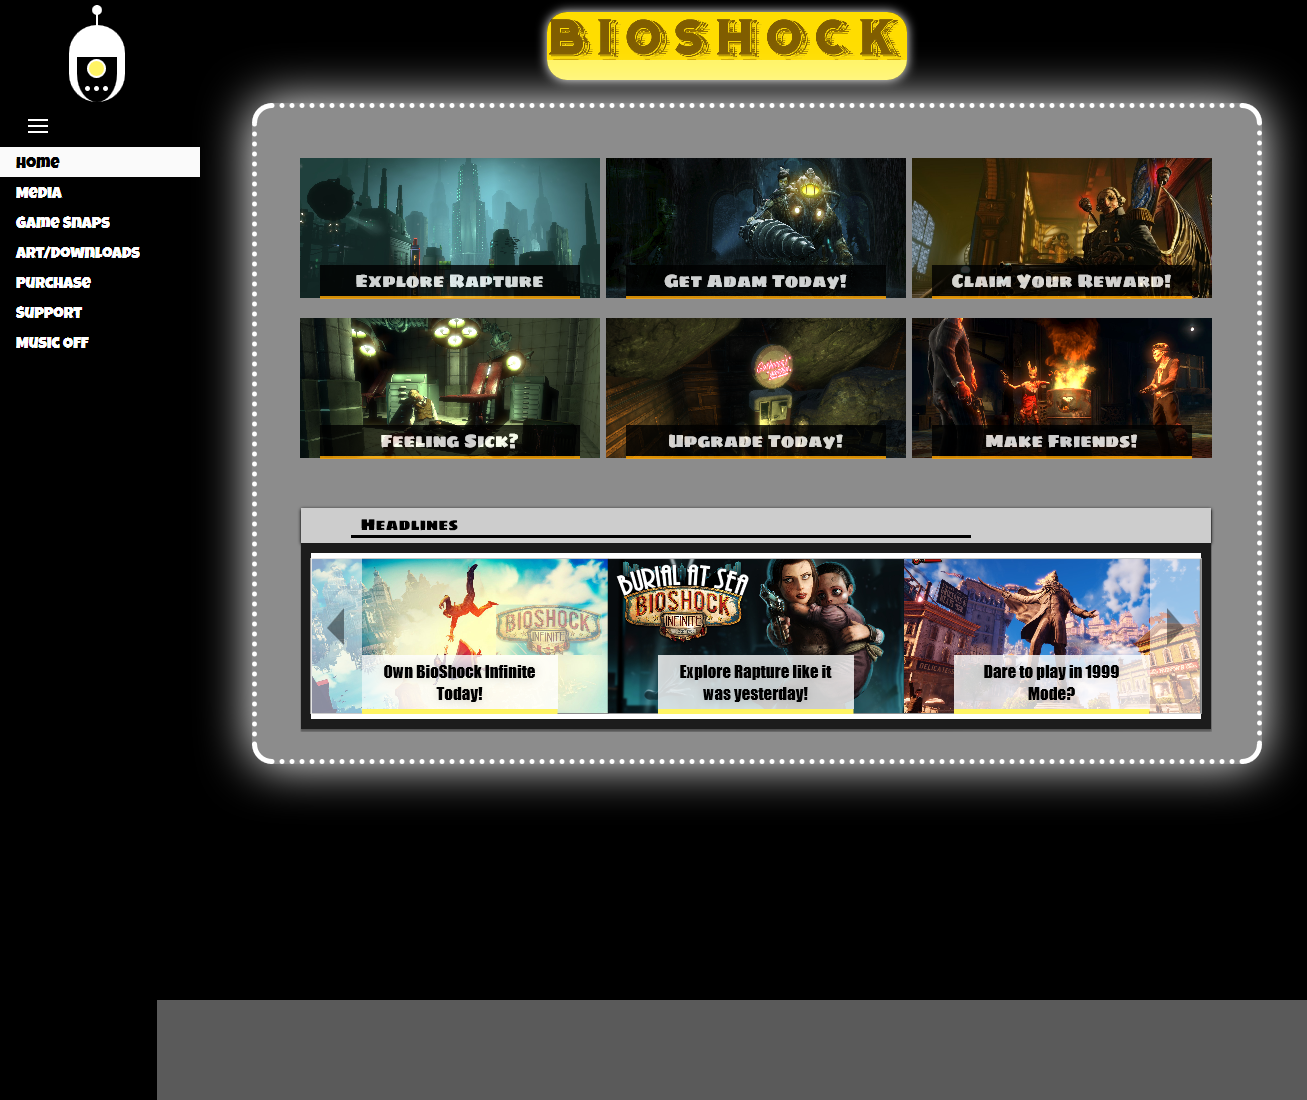 BIOSHOCK
Home
Media
Game Snaps
Art/Downloads
Purchase
Support
Music Off
Explore Rapture
Get Adam Today!
Claim Your Reward!
Feeling Sick?
Upgrade Today!
Make Friends!
Headlines
BIOSHOCK
INFINITE
Own BioShock Infinite
Today!
BURIAL AT SEA
BIOSHOCK
INFINITE
Explore Rapture like it
was yesterday!
DELICATES
Dare to play in 1999
Mode?